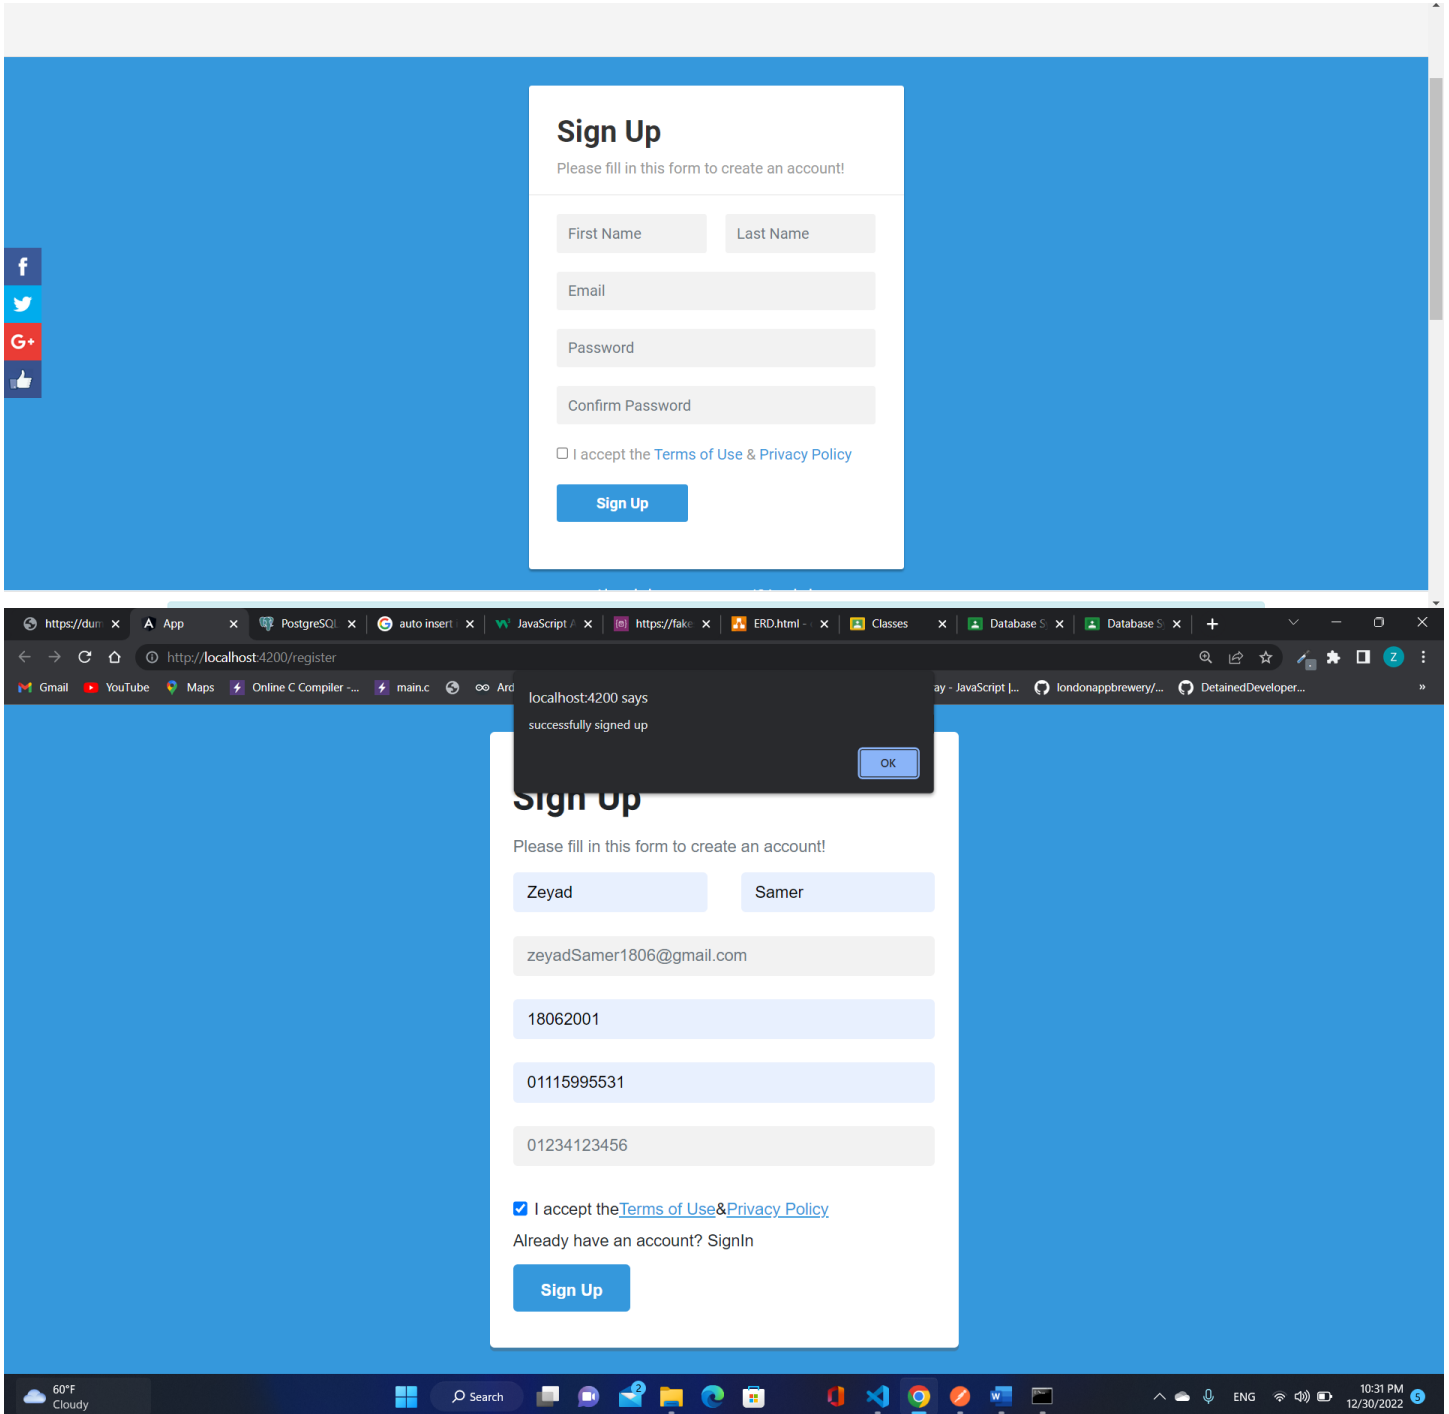 Sign Up
Please fill in this form to create an account!
First Name Last Name
Email
Password
Confirm Password
I accept the Terms of Use & Privacy Policy
Sign Up
f
G+
https://dum App PostgreSQL auto insert JavaScript A https://fake ERD.html - Classes Database S Database S
http://localhost:4200/register
Z
Gmail YouTube Maps Online C Compiler -... main.c Ard ay - JavaScript |... londonappbrewery/... DetainedDeveloper... »
localhost:4200 says
successfully signed up
OK
Sign Up
Please fill in this form to create an account!
Zeyad Samer
zeyadSamer1806@gmail.com
18062001
01115995531
01234123456
I accept theTerms of Use&Privacy Policy
Already have an account? SignIn
Sign Up
60°F
Cloudy
Search
2
ENG
10:31 PM
12/30/2022
5